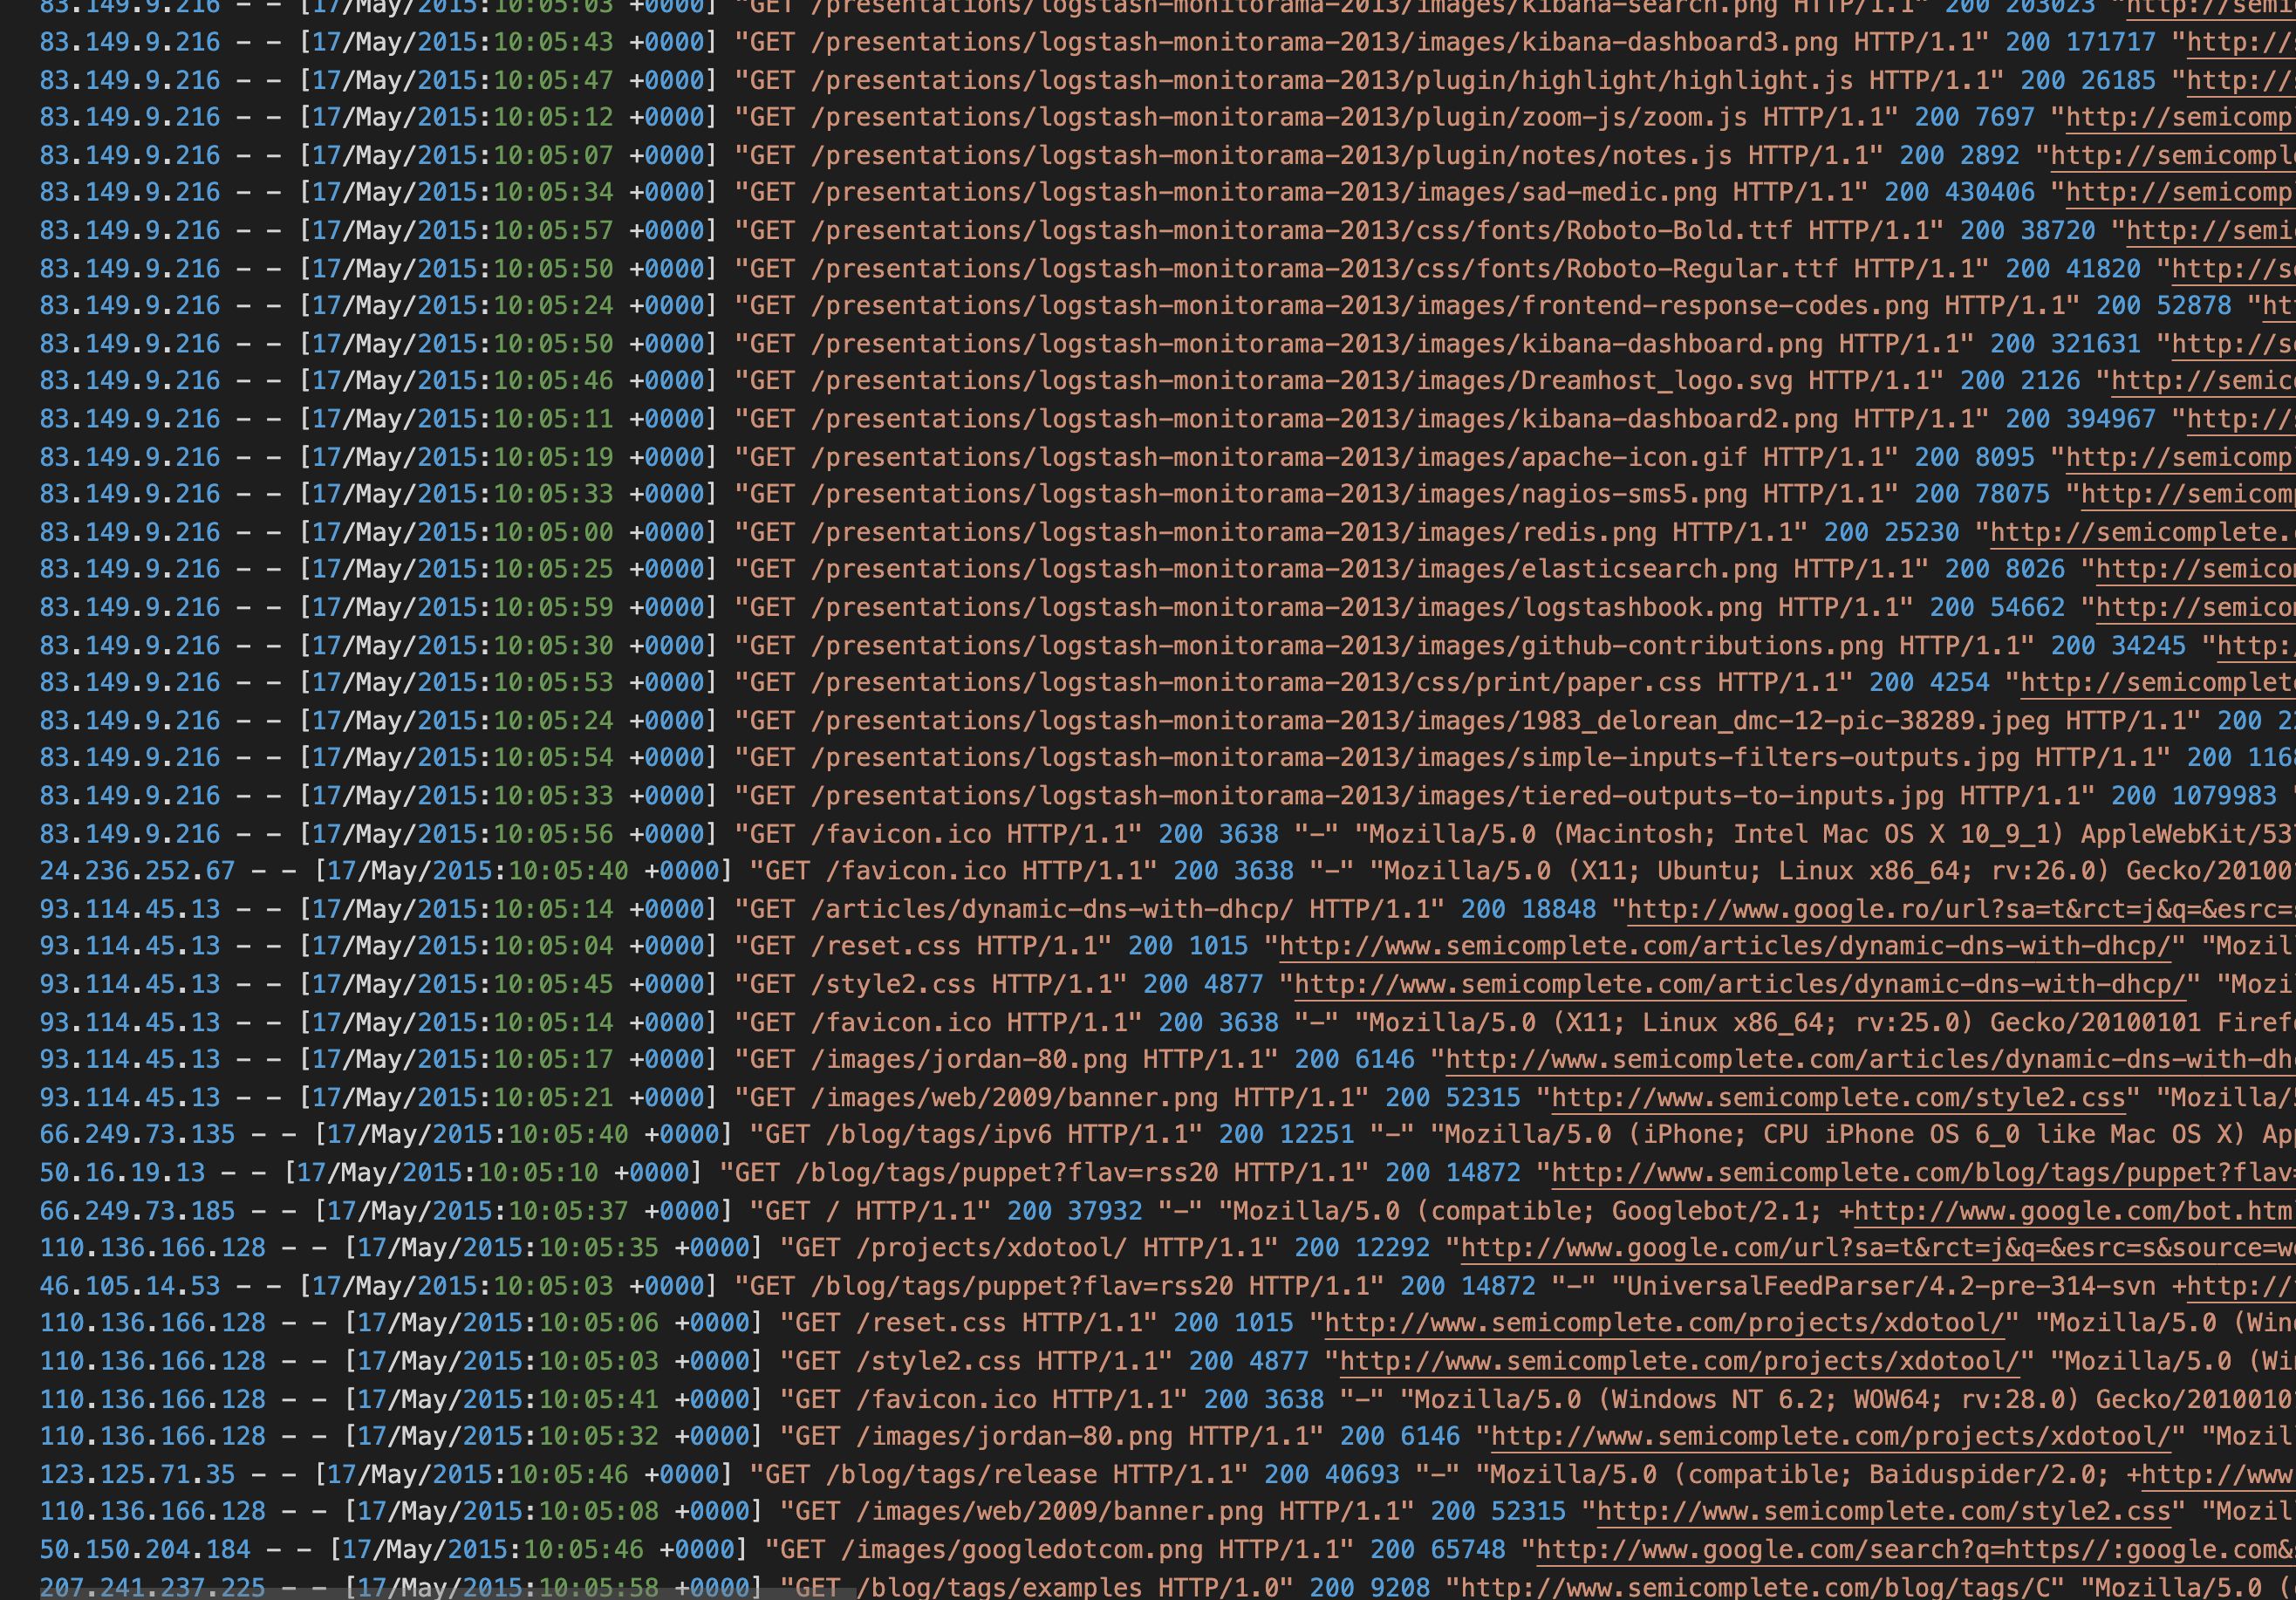 83.149.9.216 - - [17/May/2015:10:05:03 +0000] "GET /presentations/logstash-monitorama-2013/images/kibana-search.png HTTP/1.1" 200 203023 "http://semi
83.149.9.216 - - [17/May/2015:10:05:43 +0000] "GET /presentations/logstash-monitorama-2013/images/kibana-dashboard3.png HTTP/1.1" 200 171717 "http://
83.149.9.216 - - [17/May/2015:10:05:47 +0000] "GET /presentations/logstash-monitorama-2013/plugin/highlight/highlight.js HTTP/1.1" 200 26185 "http://
83.149.9.216 - - [17/May/2015:10:05:12 +0000] "GET /presentations/logstash-monitorama-2013/plugin/zoom-js/zoom.js HTTP/1.1" 200 7697 "http://semicomp
83.149.9.216 - - [17/May/2015:10:05:07 +0000] "GET /presentations/logstash-monitorama-2013/plugin/notes/notes.js HTTP/1.1" 200 2892 "http://semicompl
83.149.9.216 - - [17/May/2015:10:05:34 +0000] "GET /presentations/logstash-monitorama-2013/images/sad-medic.png HTTP/1.1" 200 430406 "http://semicomp
83.149.9.216 - - [17/May/2015:10:05:57 +0000] "GET /presentations/logstash-monitorama-2013/css/fonts/Roboto-Bold.ttf HTTP/1.1" 200 38720 "http://semi
83.149.9.216 - - [17/May/2015:10:05:50 +0000] "GET /presentations/logstash-monitorama-2013/css/fonts/Roboto-Regular.ttf HTTP/1.1" 200 41820 "http://s
83.149.9.216 - - [17/May/2015:10:05:24 +0000] "GET /presentations/logstash-monitorama-2013/images/frontend-response-codes.png HTTP/1.1" 200 52878 "ht
83.149.9.216 - - [17/May/2015:10:05:50 +0000] "GET /presentations/logstash-monitorama-2013/images/kibana-dashboard.png HTTP/1.1" 200 321631 "http://s
83.149.9.216 - - [17/May/2015:10:05:46 +0000] "GET /presentations/logstash-monitorama-2013/images/Dreamhost_logo.svg HTTP/1.1" 200 2126 "http://semic
83.149.9.216 - - [17/May/2015:10:05:11 +0000] "GET /presentations/logstash-monitorama-2013/images/kibana-dashboard2.png HTTP/1.1" 200 394967 "http://
83.149.9.216 - - [17/May/2015:10:05:19 +0000] "GET /presentations/logstash-monitorama-2013/images/apache-icon.gif HTTP/1.1" 200 8095 "http://semicomp
83.149.9.216 - - [17/May/2015:10:05:33 +0000] "GET /presentations/logstash-monitorama-2013/images/nagios-sms5.png HTTP/1.1" 200 78075 "http://semicom
83.149.9.216 - - [17/May/2015:10:05:00 +0000] "GET /presentations/logstash-monitorama-2013/images/redis.png HTTP/1.1" 200 25230 "http://semicomplete.
83.149.9.216 - - [17/May/2015:10:05:25 +0000] "GET /presentations/logstash-monitorama-2013/images/elasticsearch.png HTTP/1.1" 200 8026 "http://semico
83.149.9.216 - - [17/May/2015:10:05:59 +0000] "GET /presentations/logstash-monitorama-2013/images/logstashbook.png HTTP/1.1" 200 54662 "http://semico
83.149.9.216 - - [17/May/2015:10:05:30 +0000] "GET /presentations/logstash-monitorama-2013/images/github-contributions.png HTTP/1.1" 200 34245 "http:
83.149.9.216 - - [17/May/2015:10:05:53 +0000] "GET /presentations/logstash-monitorama-2013/css/print/paper.css HTTP/1.1" 200 4254 "http://semicomplete
83.149.9.216 - - [17/May/2015:10:05:24 +0000] "GET /presentations/logstash-monitorama-2013/images/1983_delorean_dmc-12-pic-38289.jpeg HTTP/1.1" 200 2
83.149.9.216 - - [17/May/2015:10:05:54 +0000] "GET /presentations/logstash-monitorama-2013/images/simple-inputs-filters-outputs.jpg HTTP/1.1" 200 116
83.149.9.216 - - [17/May/2015:10:05:33 +0000] "GET /presentations/logstash-monitorama-2013/images/tiered-outputs-to-inputs.jpg HTTP/1.1" 200 1079983 "
83.149.9.216 - - [17/May/2015:10:05:56 +0000] "GET /favicon.ico HTTP/1.1" 200 3638 "-" "Mozilla/5.0 (Macintosh; Intel Mac OS X 10_9_1) AppleWebKit/53
24.236.252.67 - - [17/May/2015:10:05:40 +0000] "GET /favicon.ico HTTP/1.1" 200 3638 "-" "Mozilla/5.0 (X11; Ubuntu; Linux x86_64; rv:26.0) Gecko/20100
93.114.45.13 - - [17/May/2015:10:05:14 +0000] "GET /articles/dynamic-dns-with-dhcp/ HTTP/1.1" 200 18848 "http://www.google.ro/url?sa=t&rct=j&q=&esrc=
93.114.45.13 - - [17/May/2015:10:05:04 +0000] "GET /reset.css HTTP/1.1" 200 1015 "http://www.semicomplete.com/articles/dynamic-dns-with-dhcp/" "Mozil
93.114.45.13 - - [17/May/2015:10:05:45 +0000] "GET /style2.css HTTP/1.1" 200 4877 "http://www.semicomplete.com/articles/dynamic-dns-with-dhcp/" "Mozi
93.114.45.13 - - [17/May/2015:10:05:14 +0000] "GET /favicon.ico HTTP/1.1" 200 3638 "-" "Mozilla/5.0 (X11; Linux x86_64; rv:25.0) Gecko/20100101 Firef
93.114.45.13 - - [17/May/2015:10:05:17 +0000] "GET /images/jordan-80.png HTTP/1.1" 200 6146 "http://www.semicomplete.com/articles/dynamic-dns-with-dh
93.114.45.13 - - [17/May/2015:10:05:21 +0000] "GET /images/web/2009/banner.png HTTP/1.1" 200 52315 "http://www.semicomplete.com/style2.css" "Mozilla/
66.249.73.135 - - [17/May/2015:10:05:40 +0000] "GET /blog/tags/ipv6 HTTP/1.1" 200 12251 "-" "Mozilla/5.0 (iPhone; CPU iPhone OS 6_0 like Mac OS X) Ap
50.16.19.13 - - [17/May/2015:10:05:10 +0000] "GET /blog/tags/puppet?flav=rss20 HTTP/1.1" 200 14872 "http://www.semicomplete.com/blog/tags/puppet?flav=
66.249.73.185 - - [17/May/2015:10:05:37 +0000] "GET / HTTP/1.1" 200 37932 "-" "Mozilla/5.0 (compatible; Googlebot/2.1; +http://www.google.com/bot.htm
110.136.166.128 - - [17/May/2015:10:05:35 +0000] "GET /projects/xdotool/ HTTP/1.1" 200 12292 "http://www.google.com/url?sa=t&rct=j&q=&esrc=s&source=w
46.105.14.53 - - [17/May/2015:10:05:03 +0000] "GET /blog/tags/puppet?flav=rss20 HTTP/1.1" 200 14872 "-" "UniversalFeedParser/4.2-pre-314-svn +http://
110.136.166.128 - - [17/May/2015:10:05:06 +0000] "GET /reset.css HTTP/1.1" 200 1015 "http://www.semicomplete.com/projects/xdotool/" "Mozilla/5.0 (Win
110.136.166.128 - - [17/May/2015:10:05:03 +0000] "GET /style2.css HTTP/1.1" 200 4877 "http://www.semicomplete.com/projects/xdotool/" "Mozilla/5.0 (Wi
110.136.166.128 - - [17/May/2015:10:05:41 +0000] "GET /favicon.ico HTTP/1.1" 200 3638 "-" "Mozilla/5.0 (Windows NT 6.2; WOW64; rv:28.0) Gecko/2010010
110.136.166.128 - - [17/May/2015:10:05:32 +0000] "GET /images/jordan-80.png HTTP/1.1" 200 6146 "http://www.semicomplete.com/projects/xdotool/" "Mozil
123.125.71.35 - - [17/May/2015:10:05:46 +0000] "GET /blog/tags/release HTTP/1.1" 200 40693 "-" "Mozilla/5.0 (compatible; Baiduspider/2.0; +http://www
110.136.166.128 - - [17/May/2015:10:05:08 +0000] "GET /images/web/2009/banner.png HTTP/1.1" 200 52315 "http://www.semicomplete.com/style2.css" "Mozil
50.150.204.184 - - [17/May/2015:10:05:46 +0000] "GET /images/googledotcom.png HTTP/1.1" 200 65748 "http://www.google.com/search?q=https//:google.com&
207.241.237.225 - - [17/May/2015:10:05:58 +0000] "GET /blog/tags/examples HTTP/1.0" 200 9208 "http://www.semicomplete.com/blog/tags/C" "Mozilla/5.0 (